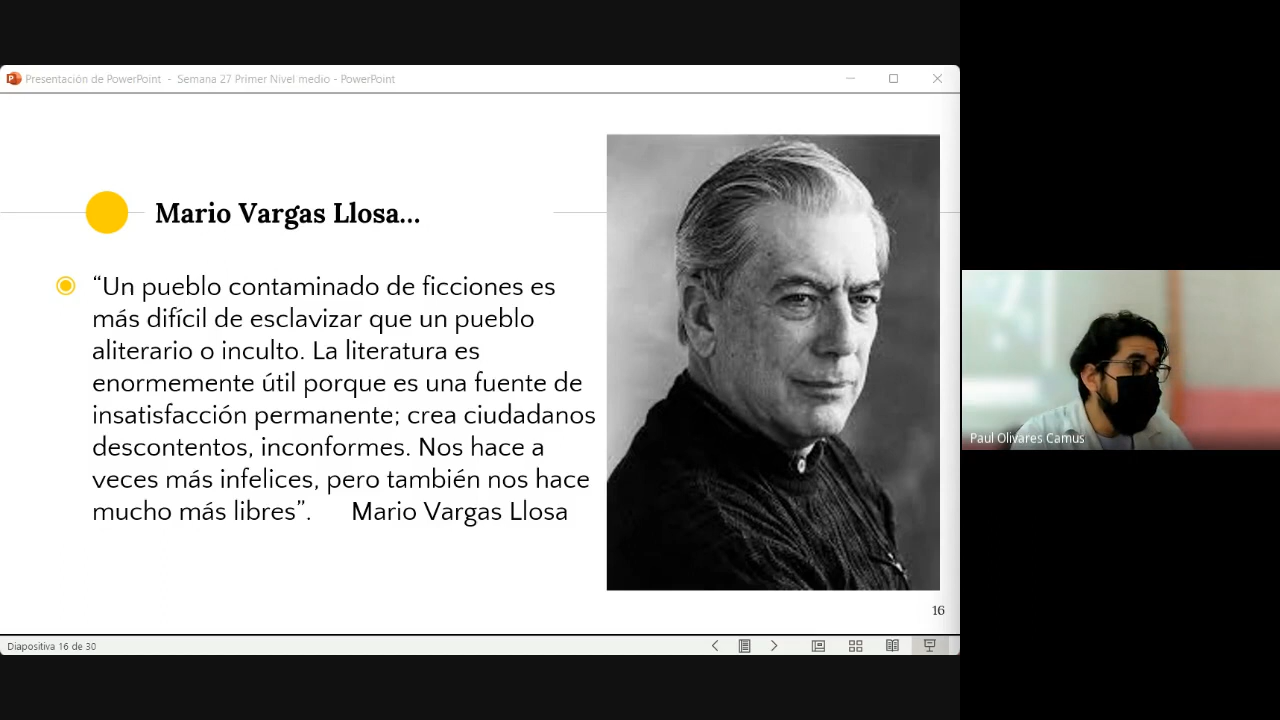 Presentación de PowerPoint - Semana 27 Primer Nivel medio - PowerPoint
Mario Vargas Llosa...
“Un pueblo contaminado de ficciones es
más difícil de esclavizar que un pueblo
aliterario o inculto. La literatura es
enormemente útil porque es una fuente de
insatisfacción permanente; crea ciudadanos
descontentos, inconformes. Nos hace a
veces más infelices, pero también nos hace
mucho más libres”. Mario Vargas Llosa
16
Diapositiva 16 de 30
Paul Olivares Camus